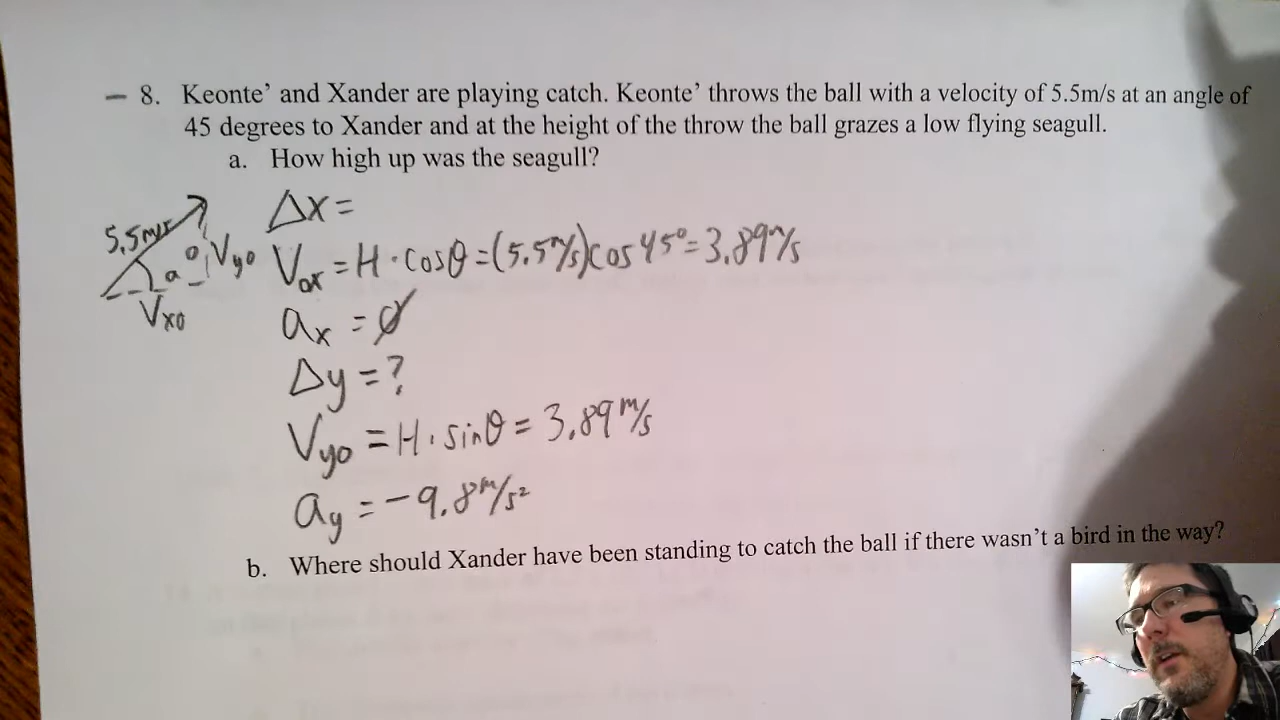 8. Keonte’ and Xander are playing catch. Keonte’ throws the ball with a velocity of 5.5m/s at an angle of
45 degrees to Xander and at the height of the throw the ball grazes a low flying seagull.
a. How high up was the seagull?
Δx =
5.5m/s
o Vyo
a
Vxo
Vox = H · cosθ = (5.5m/s)cos 45° = 3.89m/s
ax = 0
Δy = ?
Vyo = H · sinθ = 3.89 m/s
ay = -9.8 m/s²
b. Where should Xander have been standing to catch the ball if there wasn’t a bird in the way?